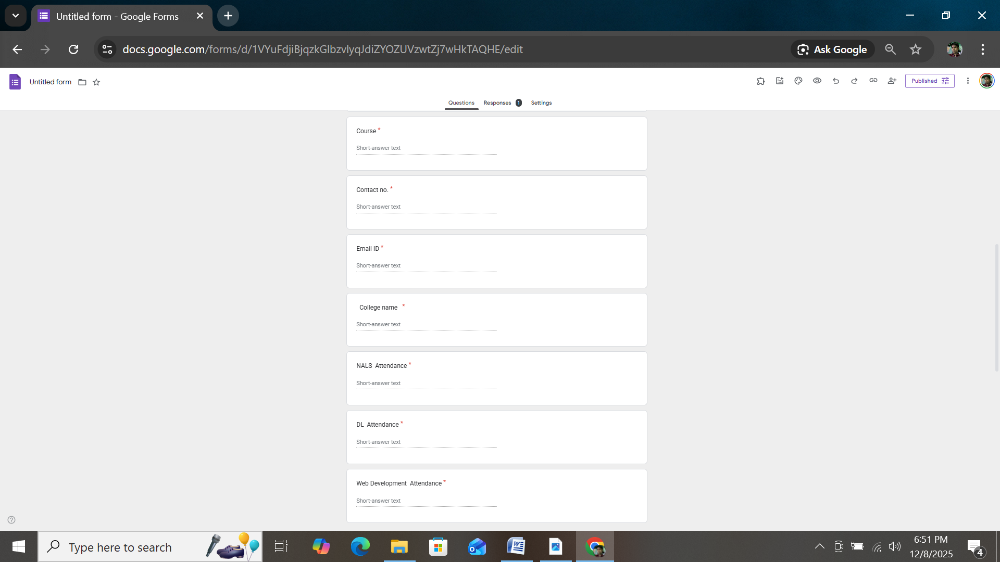 Untitled form - Google Forms
docs.google.com/forms/d/1VYuFdjiBjqzkGlbzvlyqJdiZYOZUVzwtZj7wHkTAQHE/edit
Ask Google
Untitled form
Published
Questions
Responses 1
Settings
Course *
Short-answer text
Contact no. *
Short-answer text
Email ID *
Short-answer text
College name *
Short-answer text
NALS Attendance *
Short-answer text
DL Attendance *
Short-answer text
Web Development Attendance *
Short-answer text
Type here to search
6:51 PM
12/8/2025
4